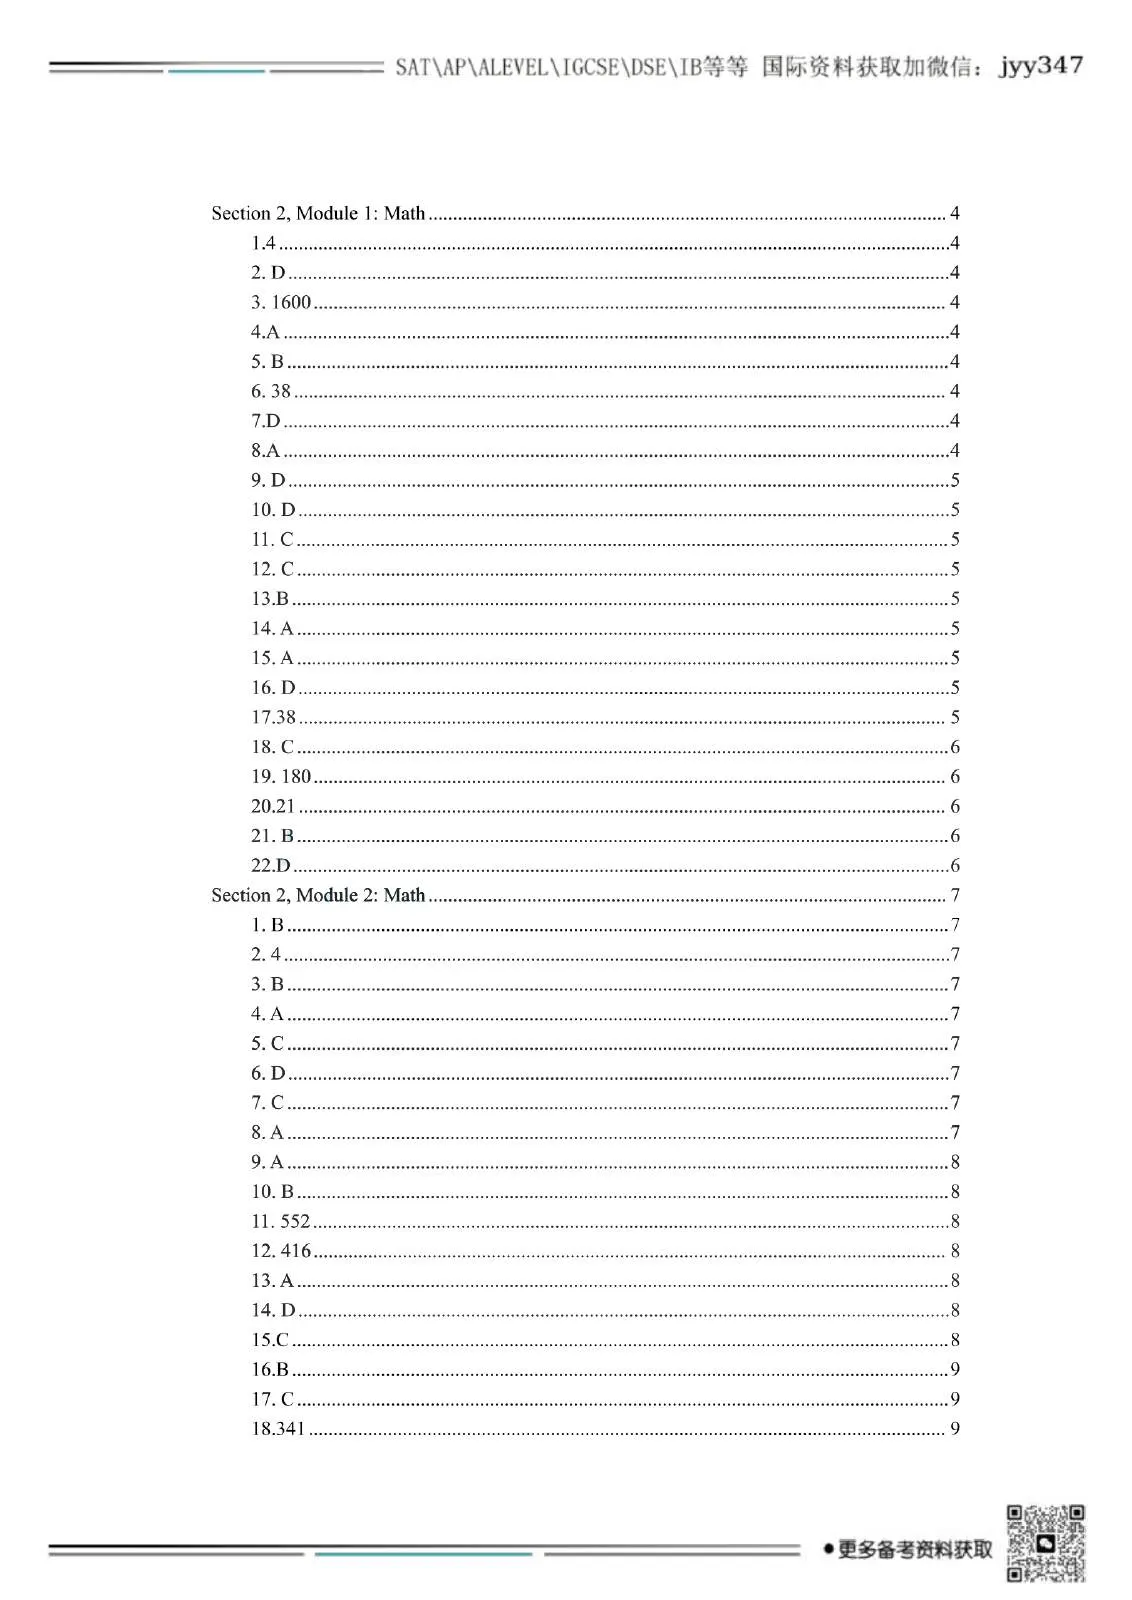 SAT\AP\ALEVEL\IGCSE\DSE\IB等等 国际资料获取加微信：jyy347
Section 2, Module 1: Math 4
1.4 4
2. D 4
3. 1600 4
4.A 4
5. B 4
6. 38 4
7.D 4
8.A 4
9. D 5
10. D 5
11. C 5
12. C 5
13.B 5
14. A 5
15. A 5
16. D 5
17.38 5
18. C 6
19. 180 6
20.21 6
21. B 6
22.D 6
Section 2, Module 2: Math 7
1. B 7
2. 4 7
3. B 7
4. A 7
5. C 7
6. D 7
7. C 7
8. A 7
9. A 8
10. B 8
11. 552 8
12. 416 8
13. A 8
14. D 8
15.C 8
16.B 9
17. C 9
18.341 9
●更多备考资料获取